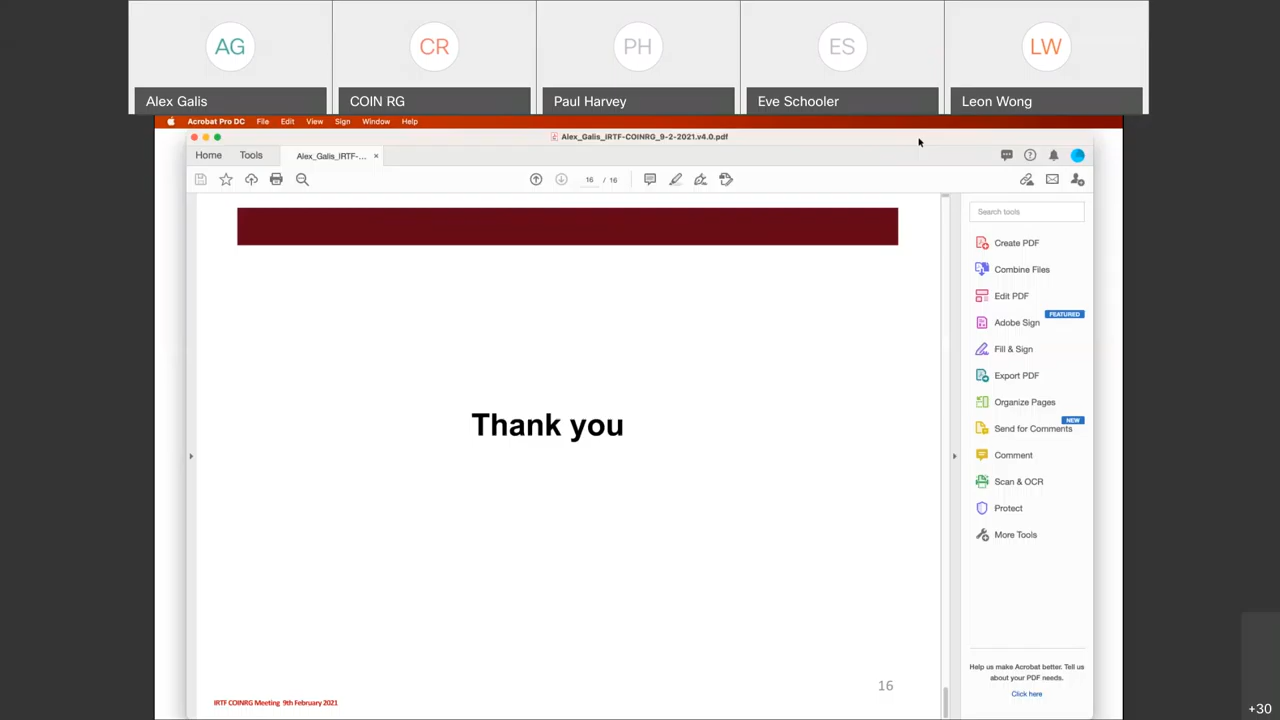 AG
CR
PH
ES
LW
Alex Galis
COIN RG
Paul Harvey
Eve Schooler
Leon Wong
Acrobat Pro DC File Edit View Sign Window Help
Alex_Galis_IRTF-COINRG_9-2-2021.v4.0.pdf
Home Tools Alex_Galis_IRTF-... ×
16 / 16
Search tools
Create PDF
Combine Files
Edit PDF
FEATURED
Adobe Sign
Fill & Sign
Export PDF
Organize Pages
NEW
Send for Comments
Comment
Scan & OCR
Protect
More Tools
Thank you
Help us make Acrobat better. Tell us
about your PDF needs.
Click here
16
IRTF COINRG Meeting 9th February 2021
+30